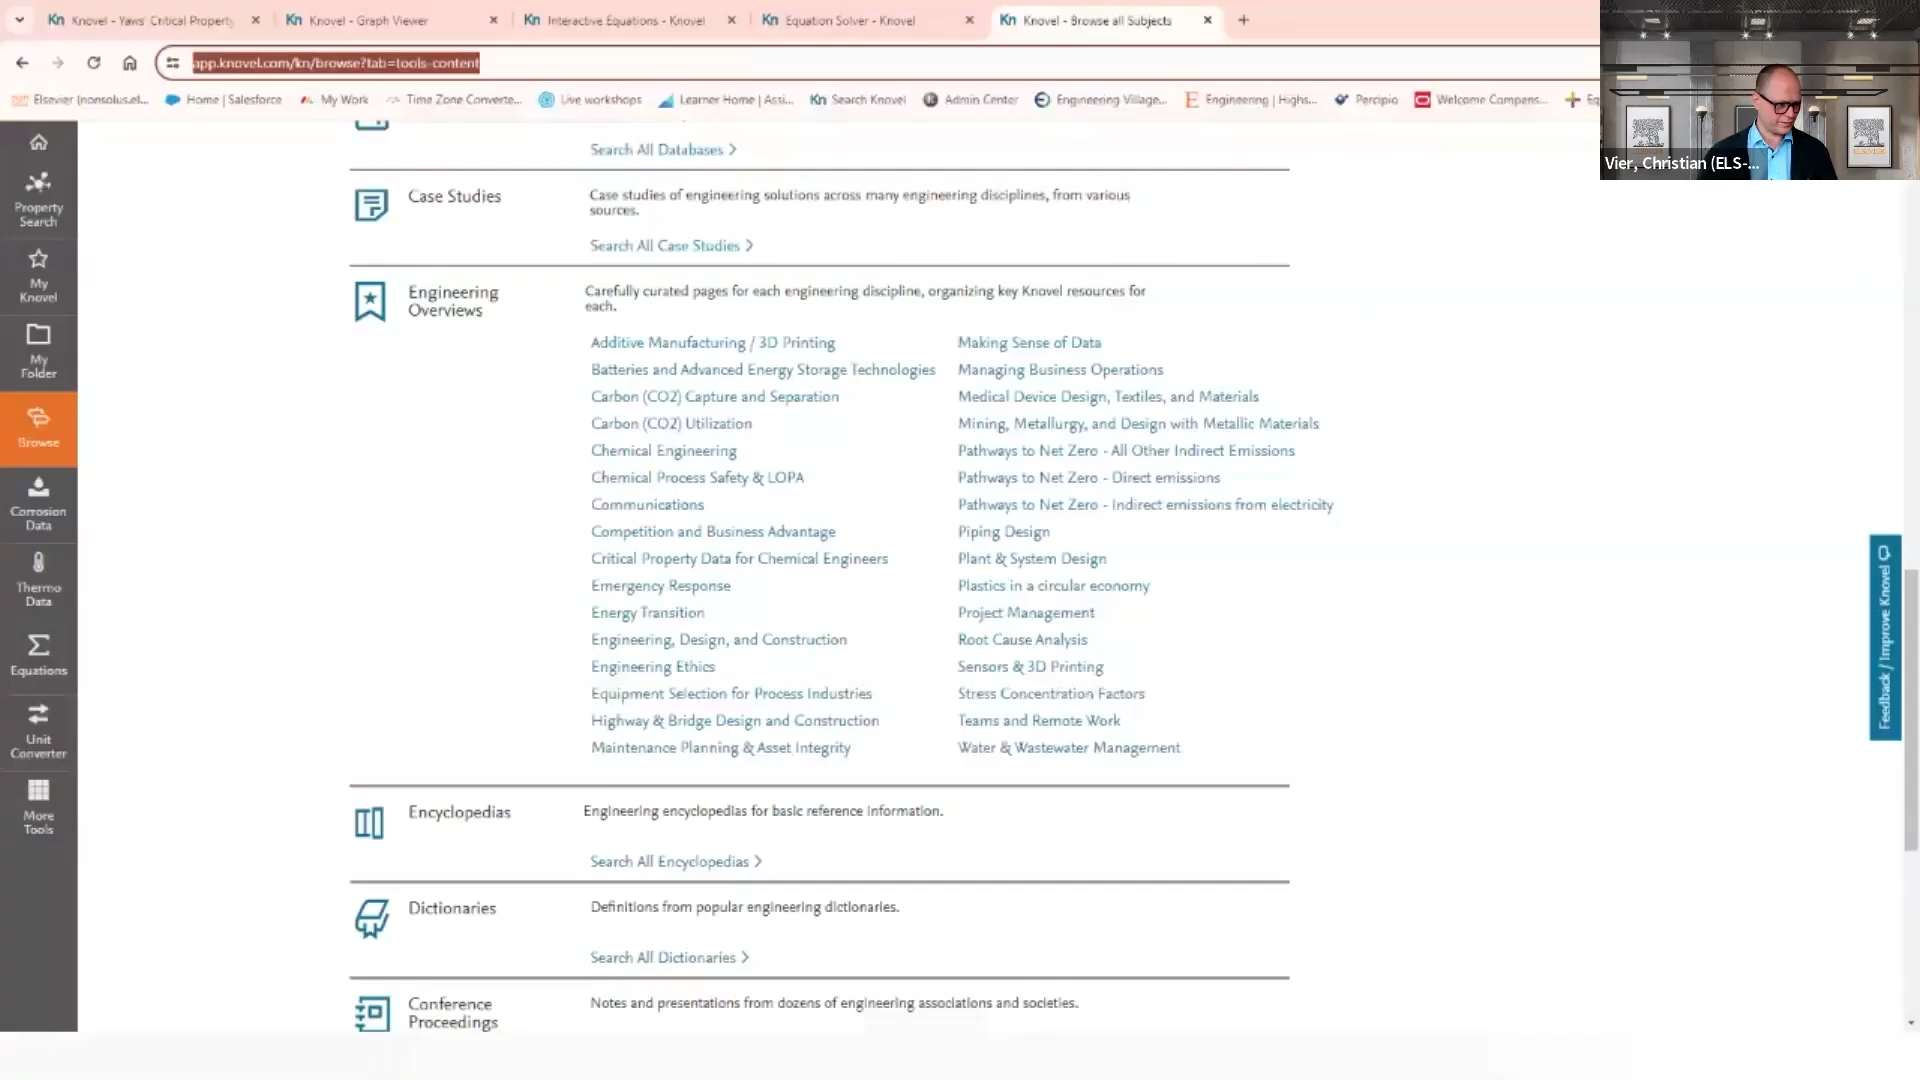 Kn Knovel - Yaws' Critical Property
Kn Knovel - Graph Viewer
Kn Interactive Equations - Knovel
Kn Equation Solver - Knovel
Kn Knovel - Browse all Subjects
app.knovel.com/kn/browse?tab=tools-content
Elsevier (nonsolus.el...
Home | Salesforce
My Work
Time Zone Converte...
Live workshops
Learner Home | Assi...
Kn Search Knovel
Admin Center
Engineering Village...
Engineering | Highs...
Percipio
Welcome Compens...
Vier, Christian (ELS-...
Property
Search
My
Knovel
My
Folder
Browse
Corrosion
Data
Thermo
Data
Equations
Unit
Converter
More
Tools
Search All Databases >
Case Studies
Case studies of engineering solutions across many engineering disciplines, from various
sources.
Search All Case Studies >
Engineering
Overviews
Carefully curated pages for each engineering discipline, organizing key Knovel resources for
each.
Additive Manufacturing / 3D Printing
Batteries and Advanced Energy Storage Technologies
Carbon (CO2) Capture and Separation
Carbon (CO2) Utilization
Chemical Engineering
Chemical Process Safety & LOPA
Communications
Competition and Business Advantage
Critical Property Data for Chemical Engineers
Emergency Response
Energy Transition
Engineering, Design, and Construction
Engineering Ethics
Equipment Selection for Process Industries
Highway & Bridge Design and Construction
Maintenance Planning & Asset Integrity
Making Sense of Data
Managing Business Operations
Medical Device Design, Textiles, and Materials
Mining, Metallurgy, and Design with Metallic Materials
Pathways to Net Zero - All Other Indirect Emissions
Pathways to Net Zero - Direct emissions
Pathways to Net Zero - Indirect emissions from electricity
Piping Design
Plant & System Design
Plastics in a circular economy
Project Management
Root Cause Analysis
Sensors & 3D Printing
Stress Concentration Factors
Teams and Remote Work
Water & Wastewater Management
Encyclopedias
Engineering encyclopedias for basic reference information.
Search All Encyclopedias >
Dictionaries
Definitions from popular engineering dictionaries.
Search All Dictionaries >
Conference
Proceedings
Notes and presentations from dozens of engineering associations and societies.
Feedback / Improve Knovel